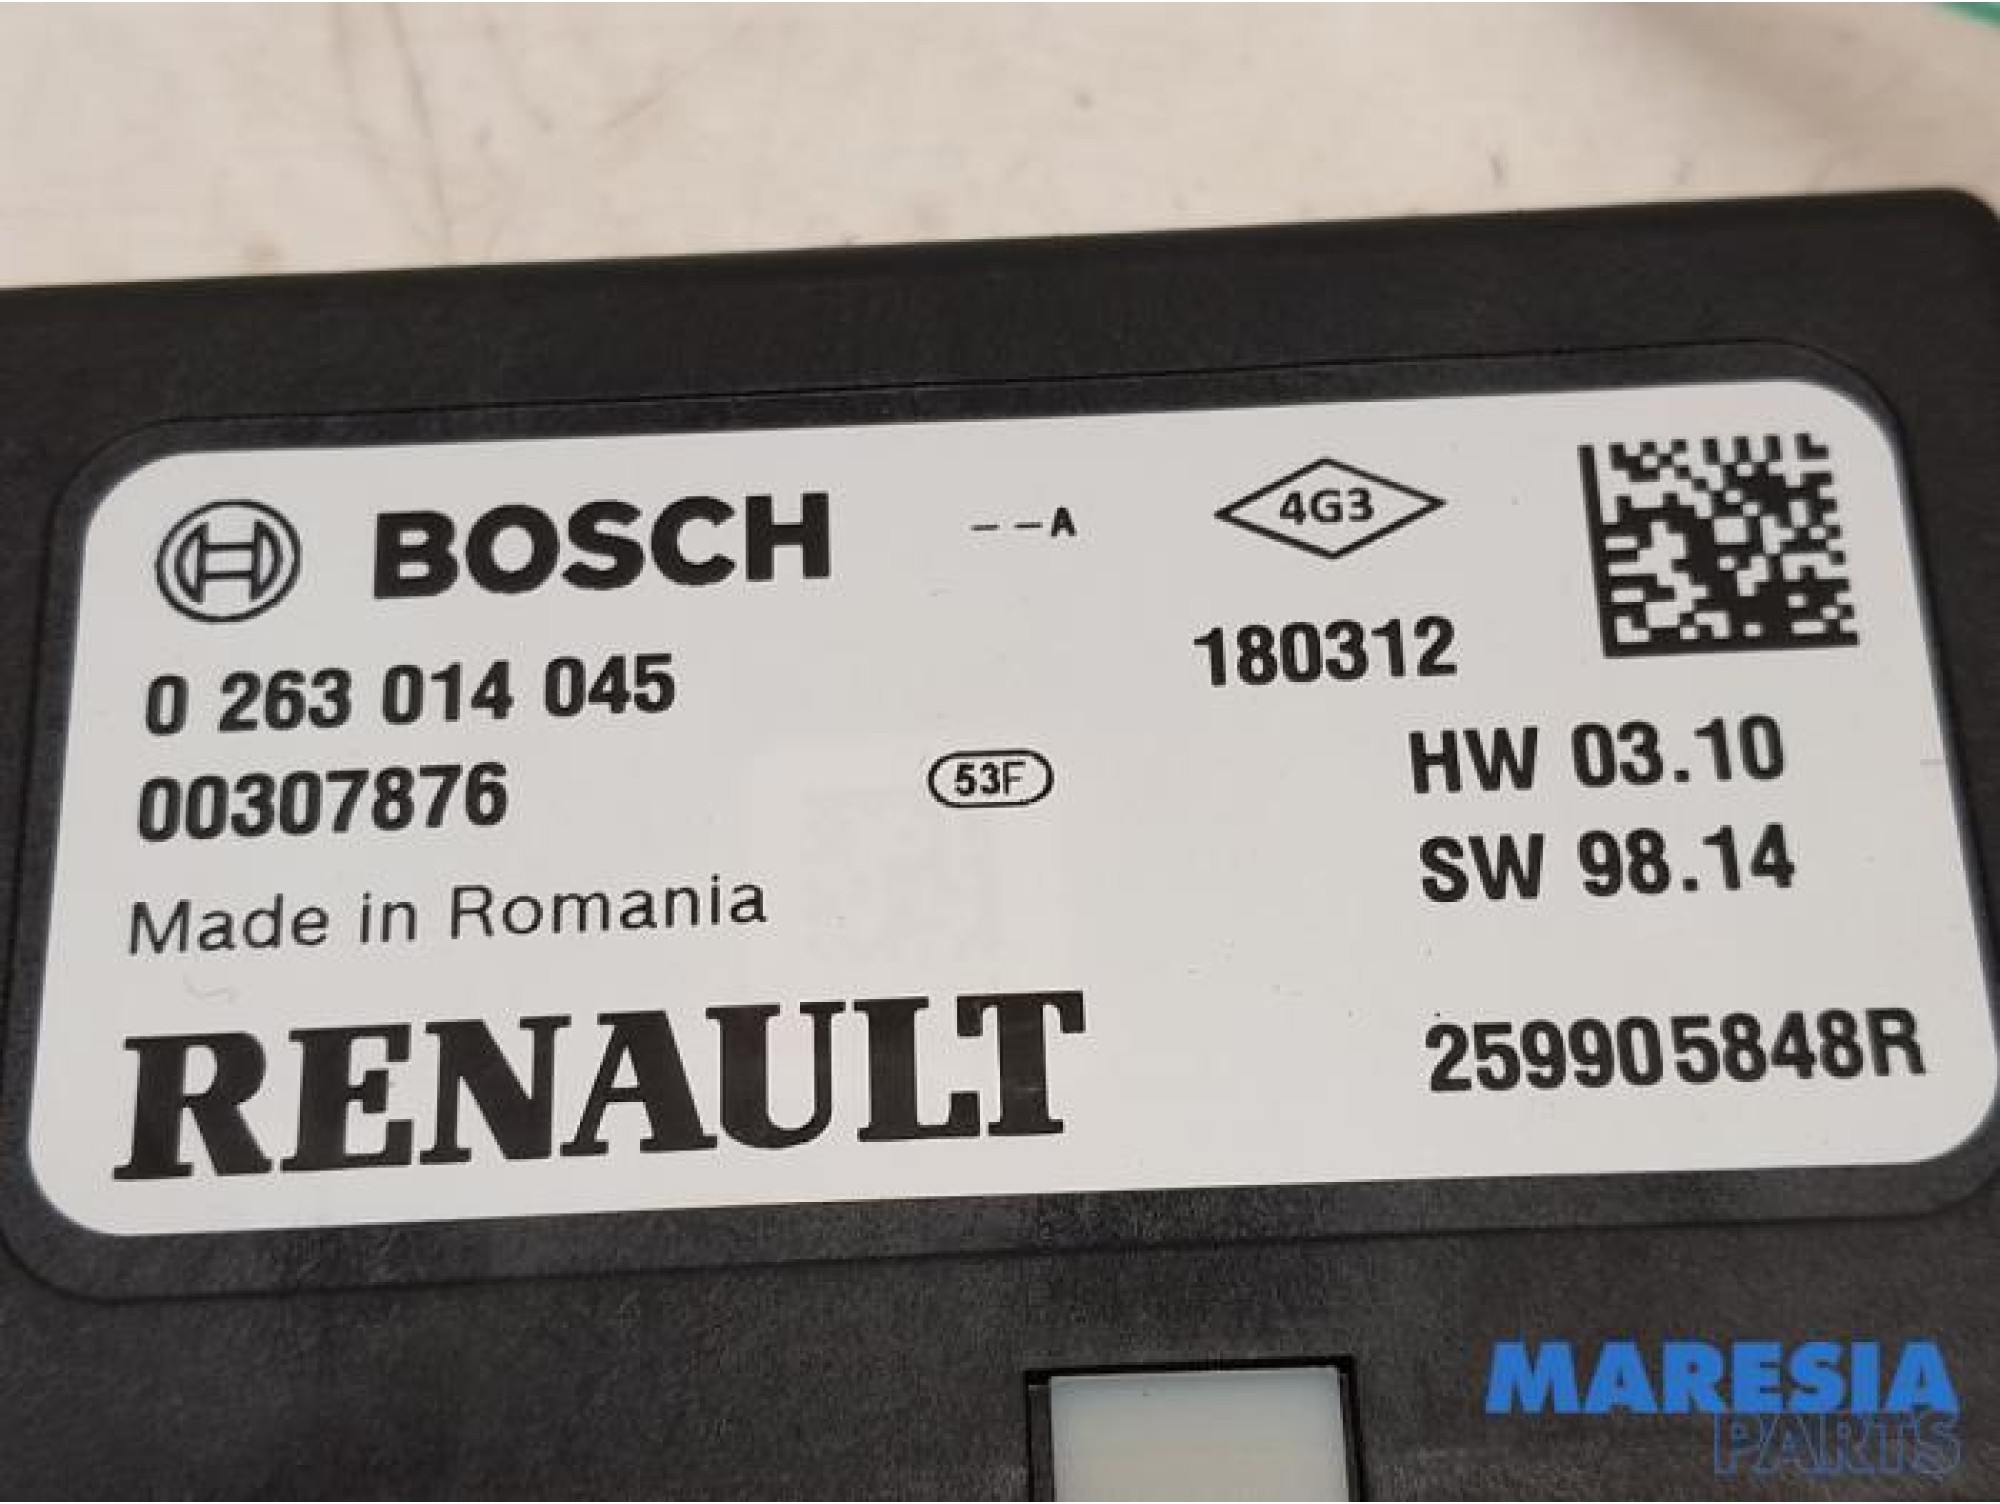 BOSCH --A 4G3
0 263 014 045 180312
00307876 53F HW 03.10
SW 98.14
Made in Romania
RENAULT 259905848R
MARESIA
PARTS